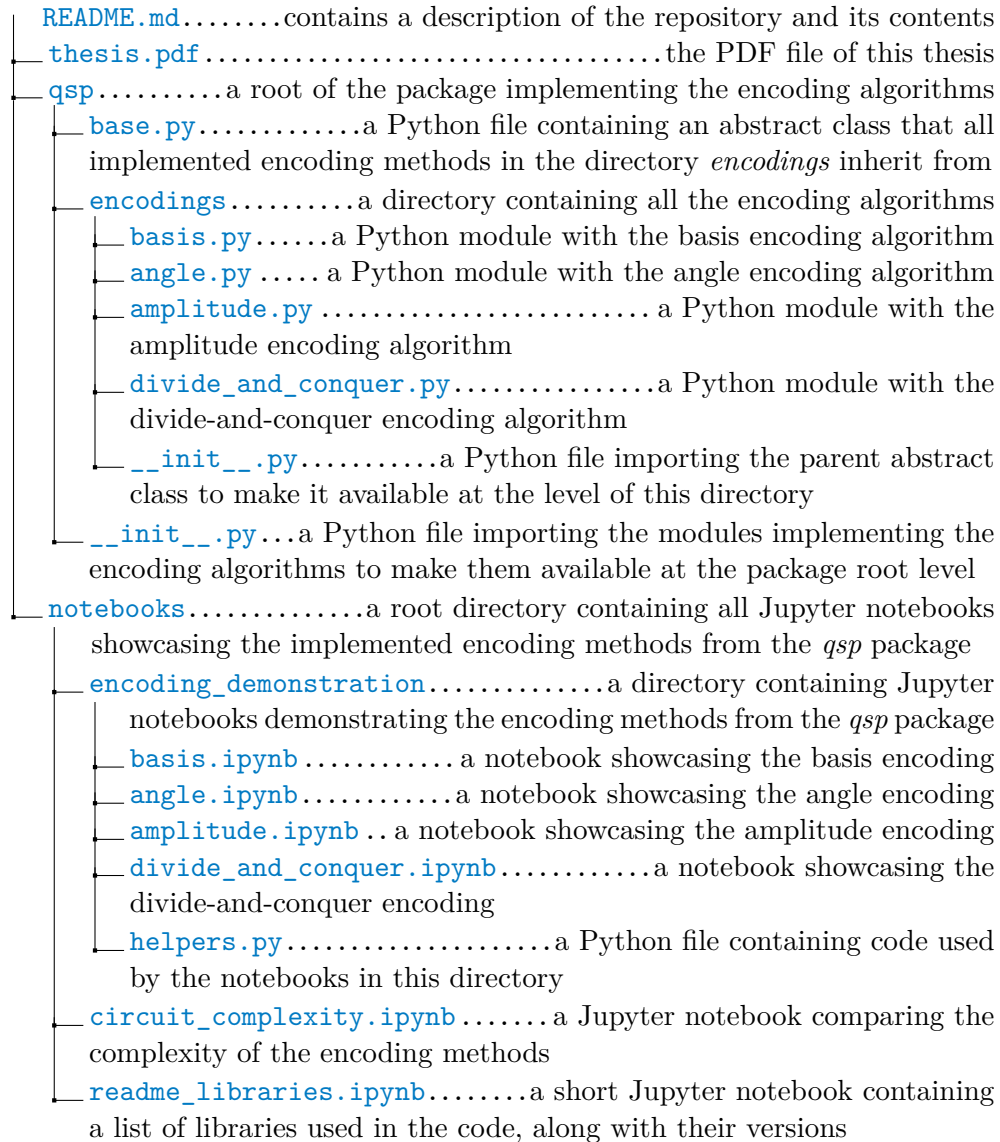 README.md........contains a description of the repository and its contents
thesis.pdf....................................the PDF file of this thesis
qsp..........a root of the package implementing the encoding algorithms
base.py.............a Python file containing an abstract class that all
implemented encoding methods in the directory encodings inherit from
encodings..........a directory containing all the encoding algorithms
basis.py......a Python module with the basis encoding algorithm
angle.py.....a Python module with the angle encoding algorithm
amplitude.py..........................a Python module with the
amplitude encoding algorithm
divide_and_conquer.py................a Python module with the
divide-and-conquer encoding algorithm
__init__.py...........a Python file importing the parent abstract
class to make it available at the level of this directory
__init__.py...a Python file importing the modules implementing the
encoding algorithms to make them available at the package root level
notebooks..............a root directory containing all Jupyter notebooks
showcasing the implemented encoding methods from the qsp package
encoding_demonstration..............a directory containing Jupyter
notebooks demonstrating the encoding methods from the qsp package
basis.ipynb............a notebook showcasing the basis encoding
angle.ipynb............a notebook showcasing the angle encoding
amplitude.ipynb..a notebook showcasing the amplitude encoding
divide_and_conquer.ipynb............a notebook showcasing the
divide-and-conquer encoding
helpers.py.....................a Python file containing code used
by the notebooks in this directory
circuit_complexity.ipynb.......a Jupyter notebook comparing the
complexity of the encoding methods
readme_libraries.ipynb........a short Jupyter notebook containing
a list of libraries used in the code, along with their versions